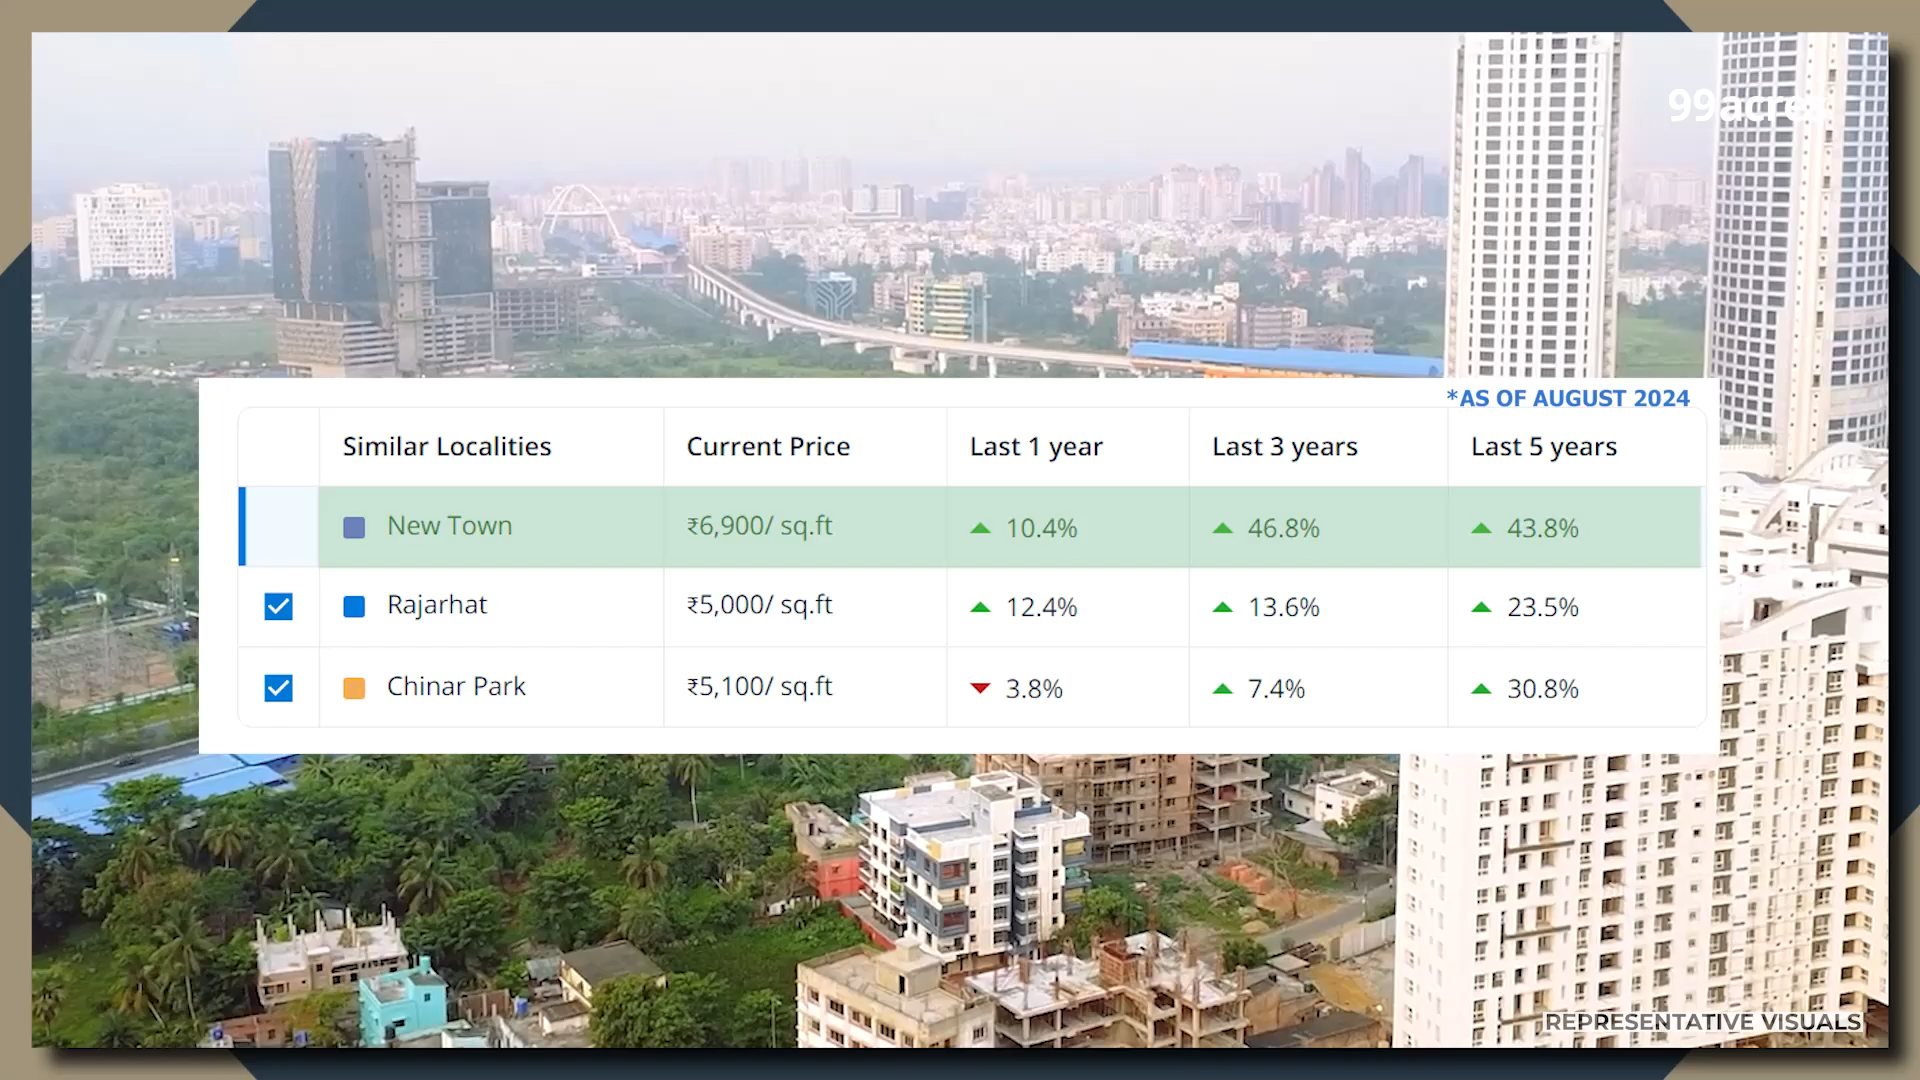 99acres
*AS OF AUGUST 2024
Similar Localities Current Price Last 1 year Last 3 years Last 5 years
New Town ₹6,900/ sq.ft 10.4% 46.8% 43.8%
Rajarhat ₹5,000/ sq.ft 12.4% 13.6% 23.5%
Chinar Park ₹5,100/ sq.ft 3.8% 7.4% 30.8%
REPRESENTATIVE VISUALS